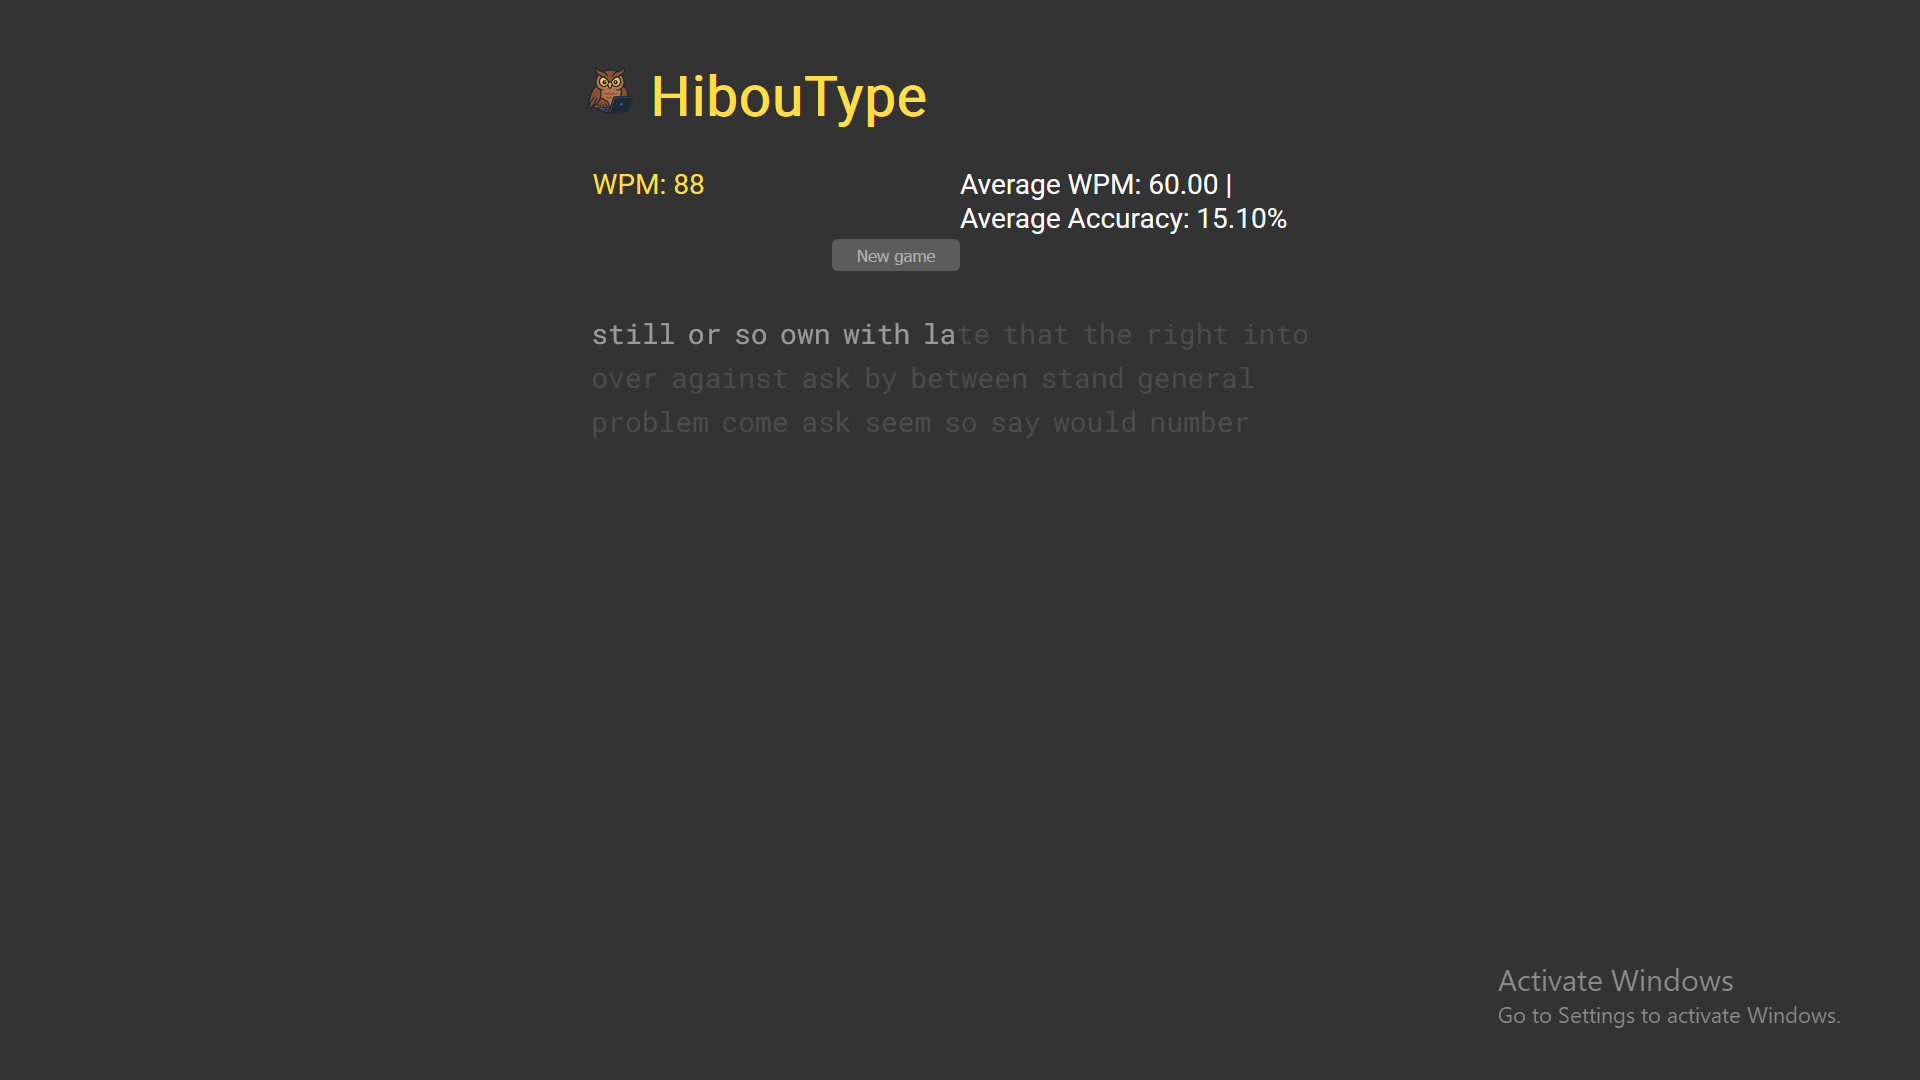 HibouType
WPM: 88
Average WPM: 60.00 |
Average Accuracy: 15.10%
New game
still or so own with late that the right into
over against ask by between stand general
problem come ask seem so say would number
Activate Windows
Go to Settings to activate Windows.